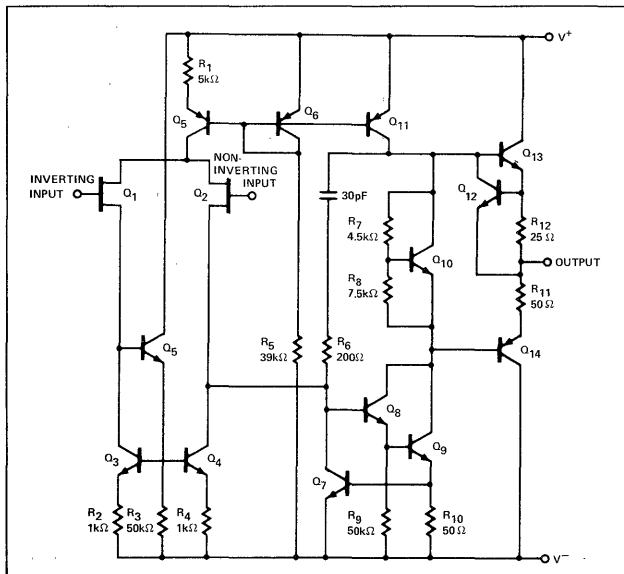 V+
R1
5kΩ
Q5
Q6
Q11
Q13
NON-
INVERTING
INPUT
INVERTING
INPUT
Q1
Q2
Q12
30pF
R7
4.5kΩ
R12
25 Ω
OUTPUT
Q10
R8
7.5kΩ
R11
50Ω
Q5
R5
39kΩ
R6
200Ω
Q14
Q8
Q9
Q3
Q4
Q7
R2
1kΩ
R3
50kΩ
R4
1kΩ
R9
50kΩ
R10
50Ω
V−